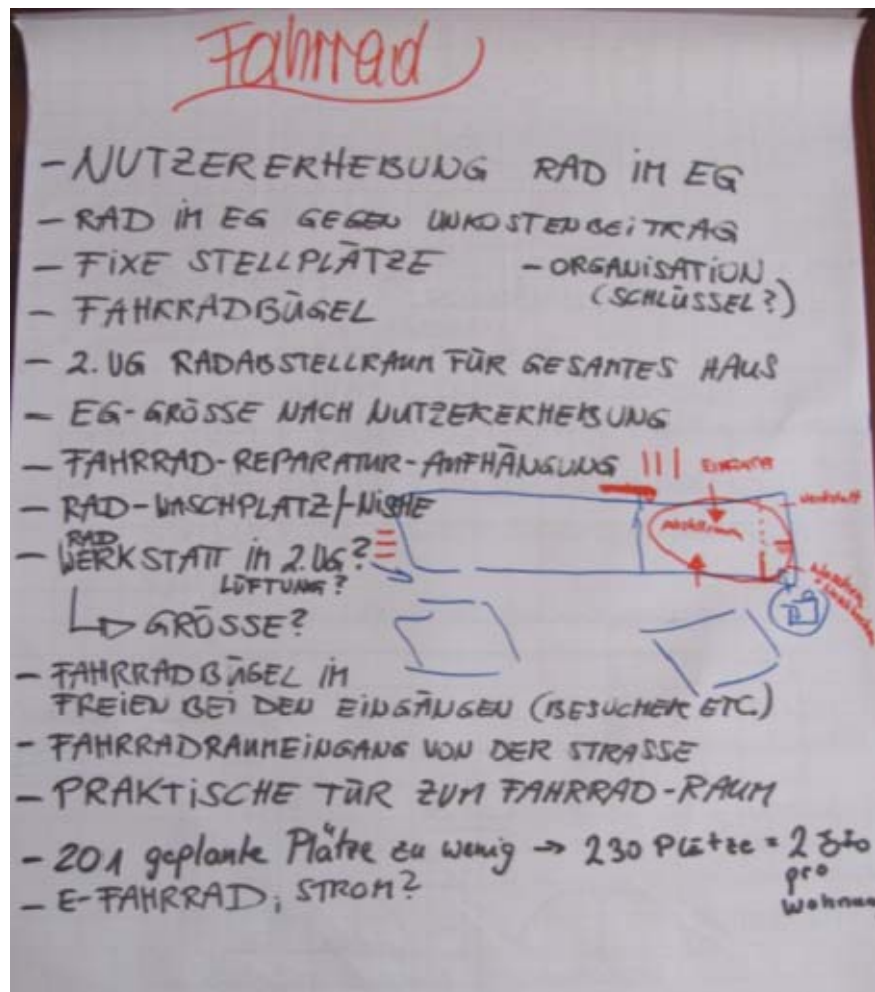 Fahrrad
- NUTZERERHEBUNG RAD IM EG
- RAD IM EG GEGEN UNKOSTENBEITRAG
- FIXE STELLPLÄTZE - ORGANISATION
(SCHLÜSSEL?)
- FAHRRADBÜGEL
- 2. UG RADABSTELLRAUM FÜR GESAMTES HAUS
- EG-GRÖSSE NACH NUTZERERHEBUNG
- FAHRRAD-REPARATUR-AUFHÄNGUNG
- RAD-WASCHPLATZ/-NISCHE
Werkstatt
- RAD
WERKSTATT in 2. UG?
LÜFTUNG?
GRÖSSE?
- FAHRRADBÜGEL IM
FREIEN BEI DEN EINGÄNGEN (BESUCHER ETC.)
- FAHRRADRAUMEINGANG VON DER STRASSE
- PRAKTISCHE TÜR ZUM FAHRRAD-RAUM
- 201 geplante Plätze zu wenig → 230 Plätze = 2
pro
Wohnun
- E-FAHRRAD; STROM?